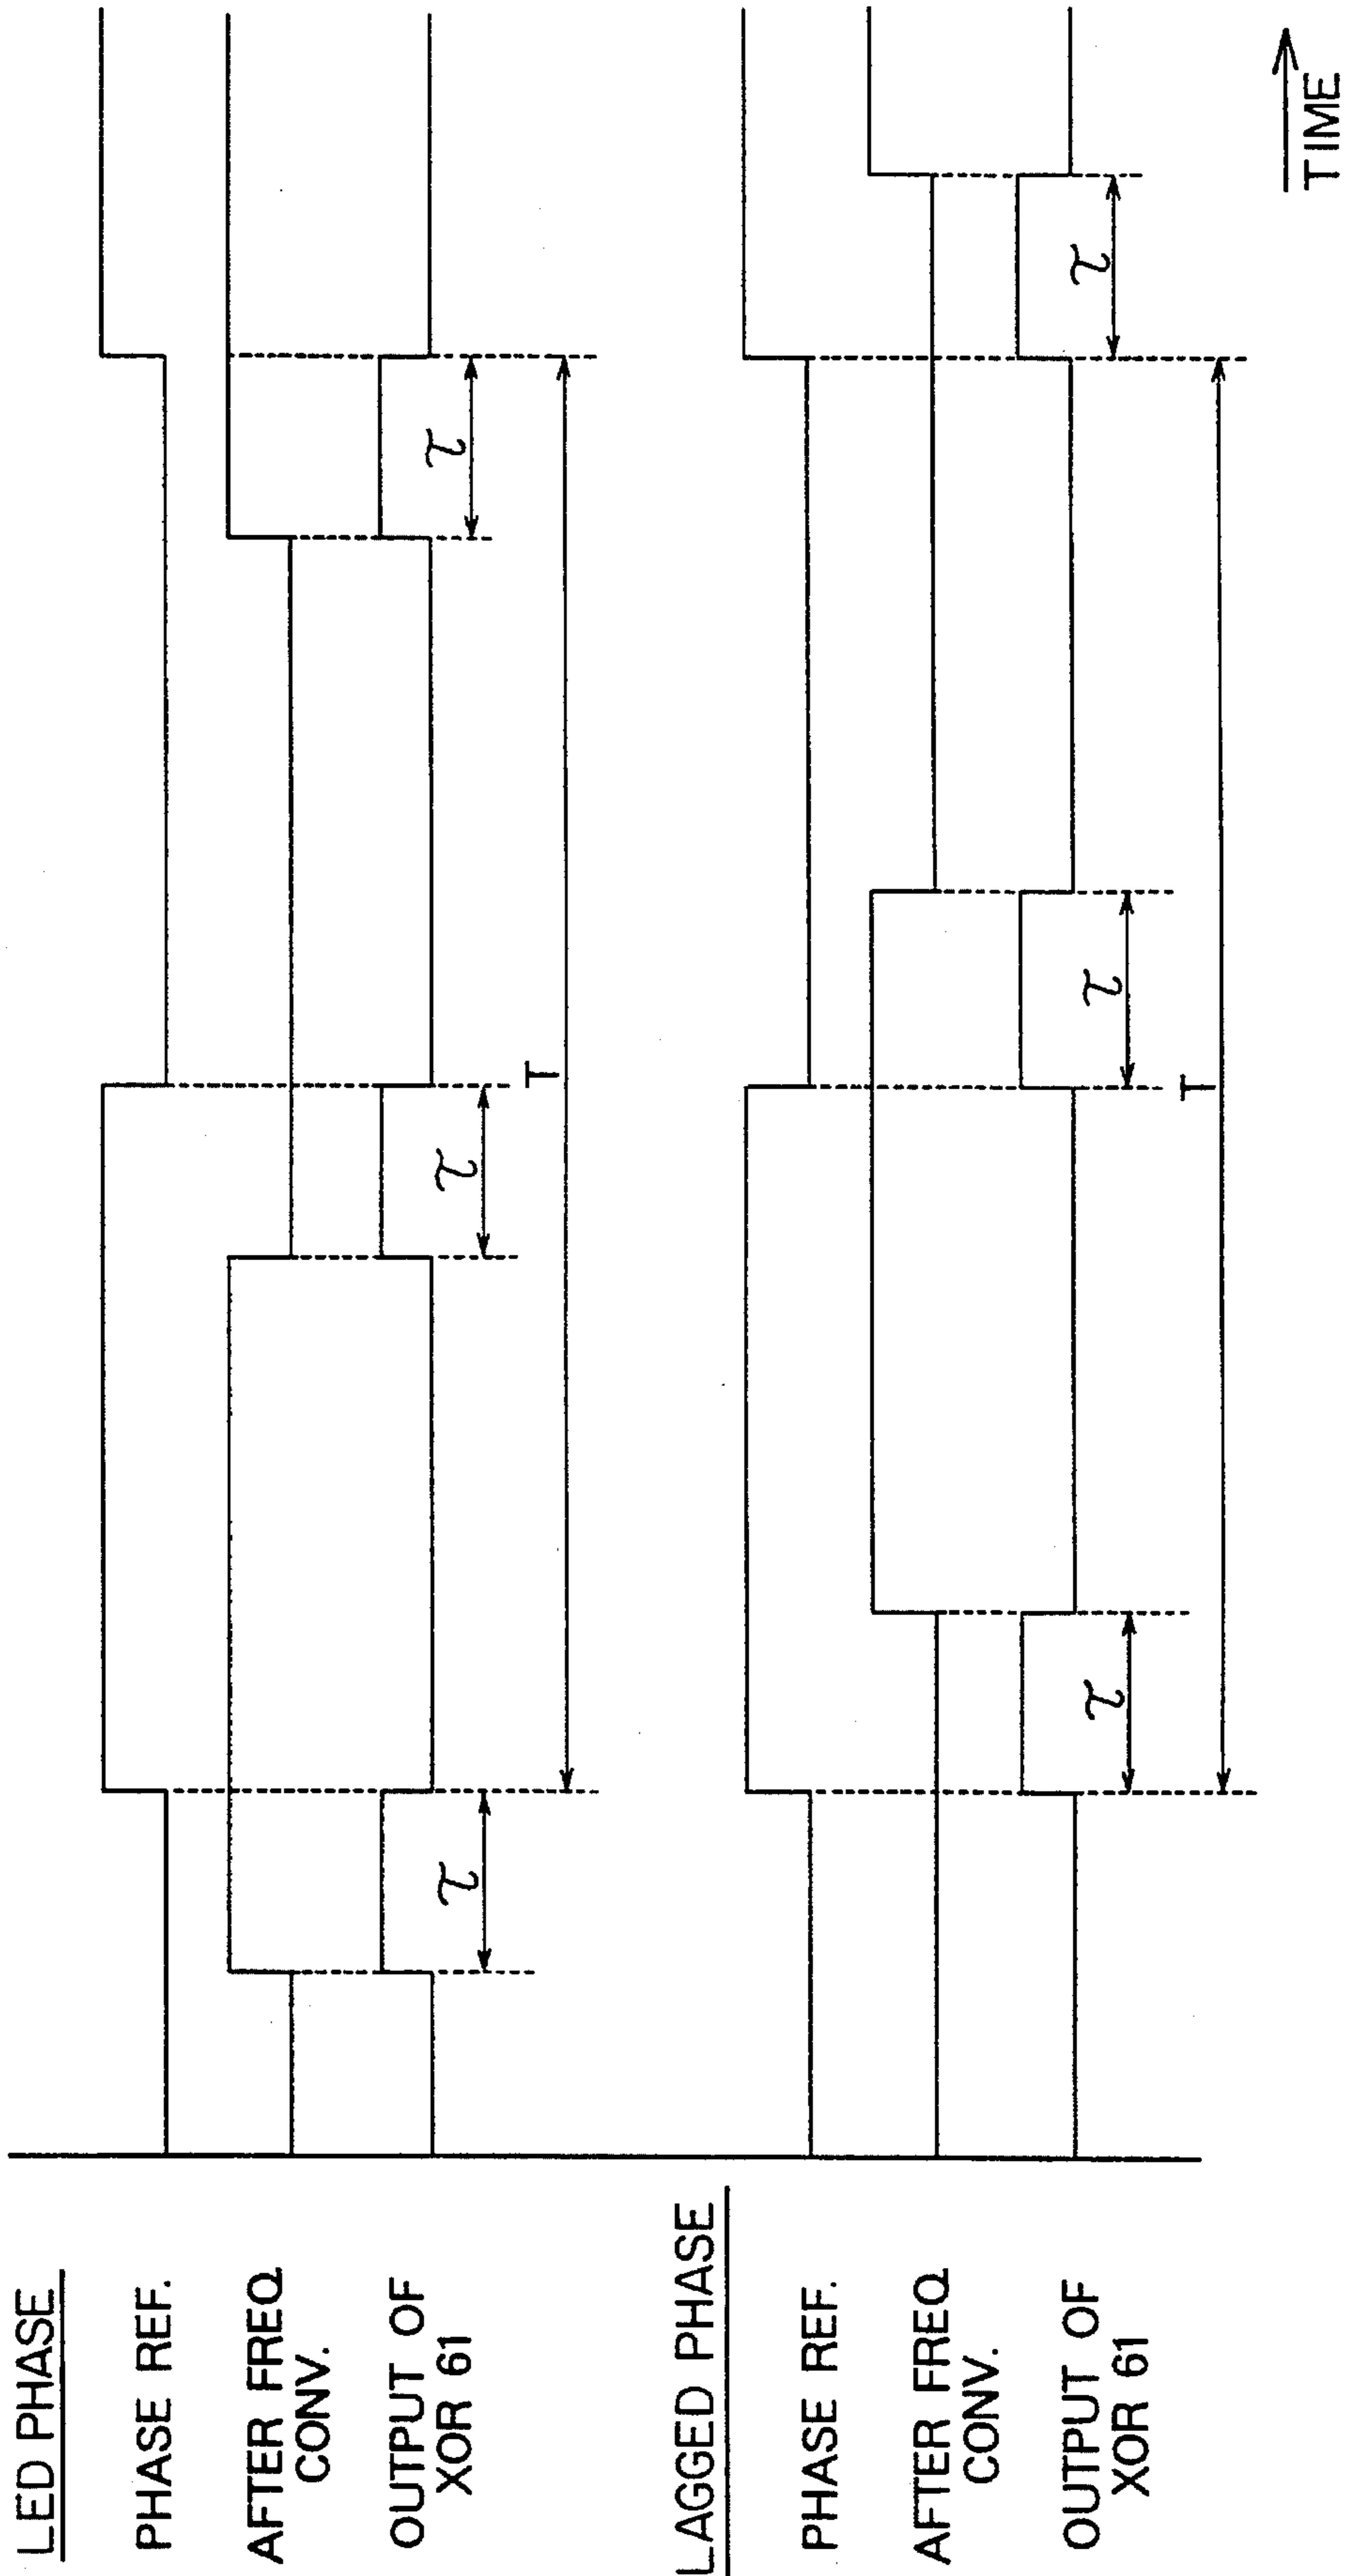 LED PHASE
PHASE REF.
AFTER FREQ
CONV.
OUTPUT OF
XOR 61
τ
τ
τ
T
LAGGED PHASE
PHASE REF.
AFTER FREQ
CONV.
OUTPUT OF
XOR 61
τ
τ
τ
T
TIME